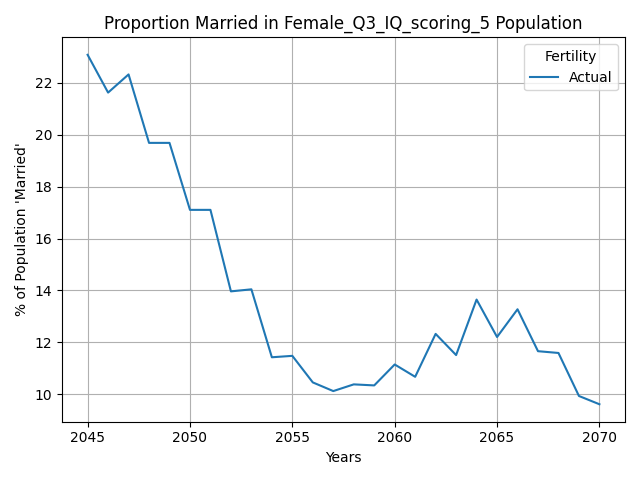 Proportion Married in Female_Q3_IQ_scoring_5 Population
Fertility
Actual
% of Population 'Married'
22
20
18
16
14
12
10
2045
2050
2055
2060
2065
2070
Years